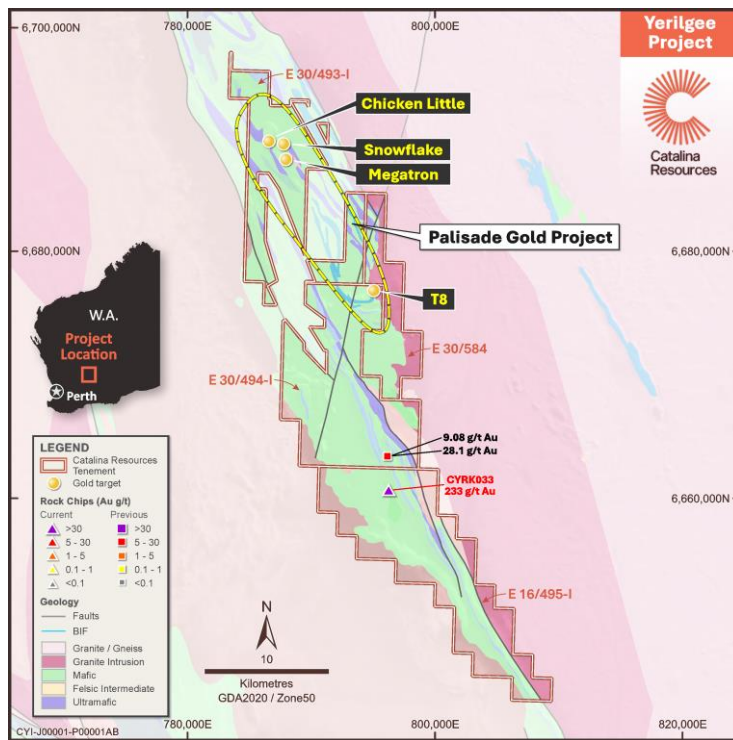 780,000E
800,000E
6,700,000N
Yerilgee
Project
E 30/493-I
Chicken Little
Snowflake
Megatron
Catalina
Resources
Palisade Gold Project
6,680,000N
6,680,000N
W.A.
Project
Location
Perth
T8
E 30/584
E 30/494-I
9.08 g/t Au
28.1 g/t Au
CYRK033
233 g/t Au
6,660,000N
E 16/495-I
LEGEND
Catalina Resources
Tenement
Gold target
Rock Chips (Au g/t)
Current Previous
>30 >30
5 - 30 5 - 30
1 - 5 1 - 5
0.1 - 1 0.1 - 1
<0.1 <0.1
Geology
Faults
BIF
Granite / Gneiss
Granite Intrusion
Mafic
Felsic Intermediate
Ultramafic
N
10
Kilometres
GDA2020 / Zone50
CYI-J00001-P00001AB
780,000E
800,000E
820,000E